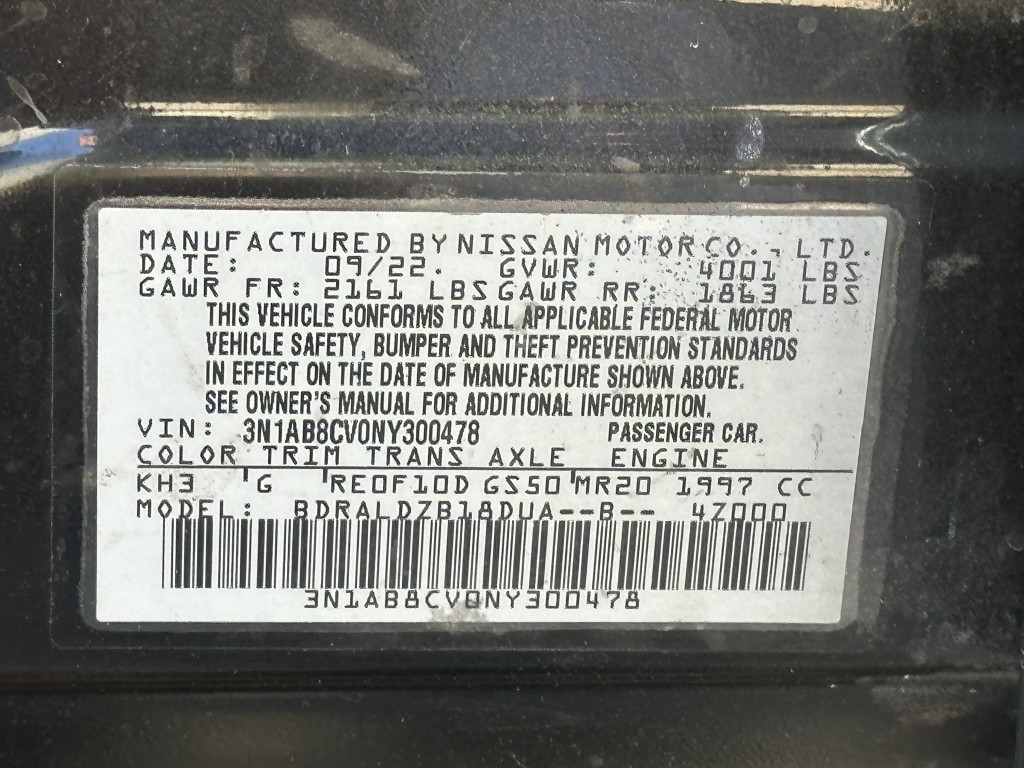 MANUFACTURED BY NISSAN MOTOR CO., LTD.
DATE: 09/22. GVWR: 4001 LBS
GAWR FR: 2161 LBS GAWR RR: 1863 LBS
THIS VEHICLE CONFORMS TO ALL APPLICABLE FEDERAL MOTOR
VEHICLE SAFETY, BUMPER AND THEFT PREVENTION STANDARDS
IN EFFECT ON THE DATE OF MANUFACTURE SHOWN ABOVE.
SEE OWNER'S MANUAL FOR ADDITIONAL INFORMATION.
VIN: 3N1AB8CV0NY300478 PASSENGER CAR.
COLOR TRIM TRANS AXLE ENGINE
KH3 G RE0F10D GS50 MR20 1997 CC
MODEL: BDRALDZB18DUA--B-- 4Z000
3N1AB8CV0NY300478